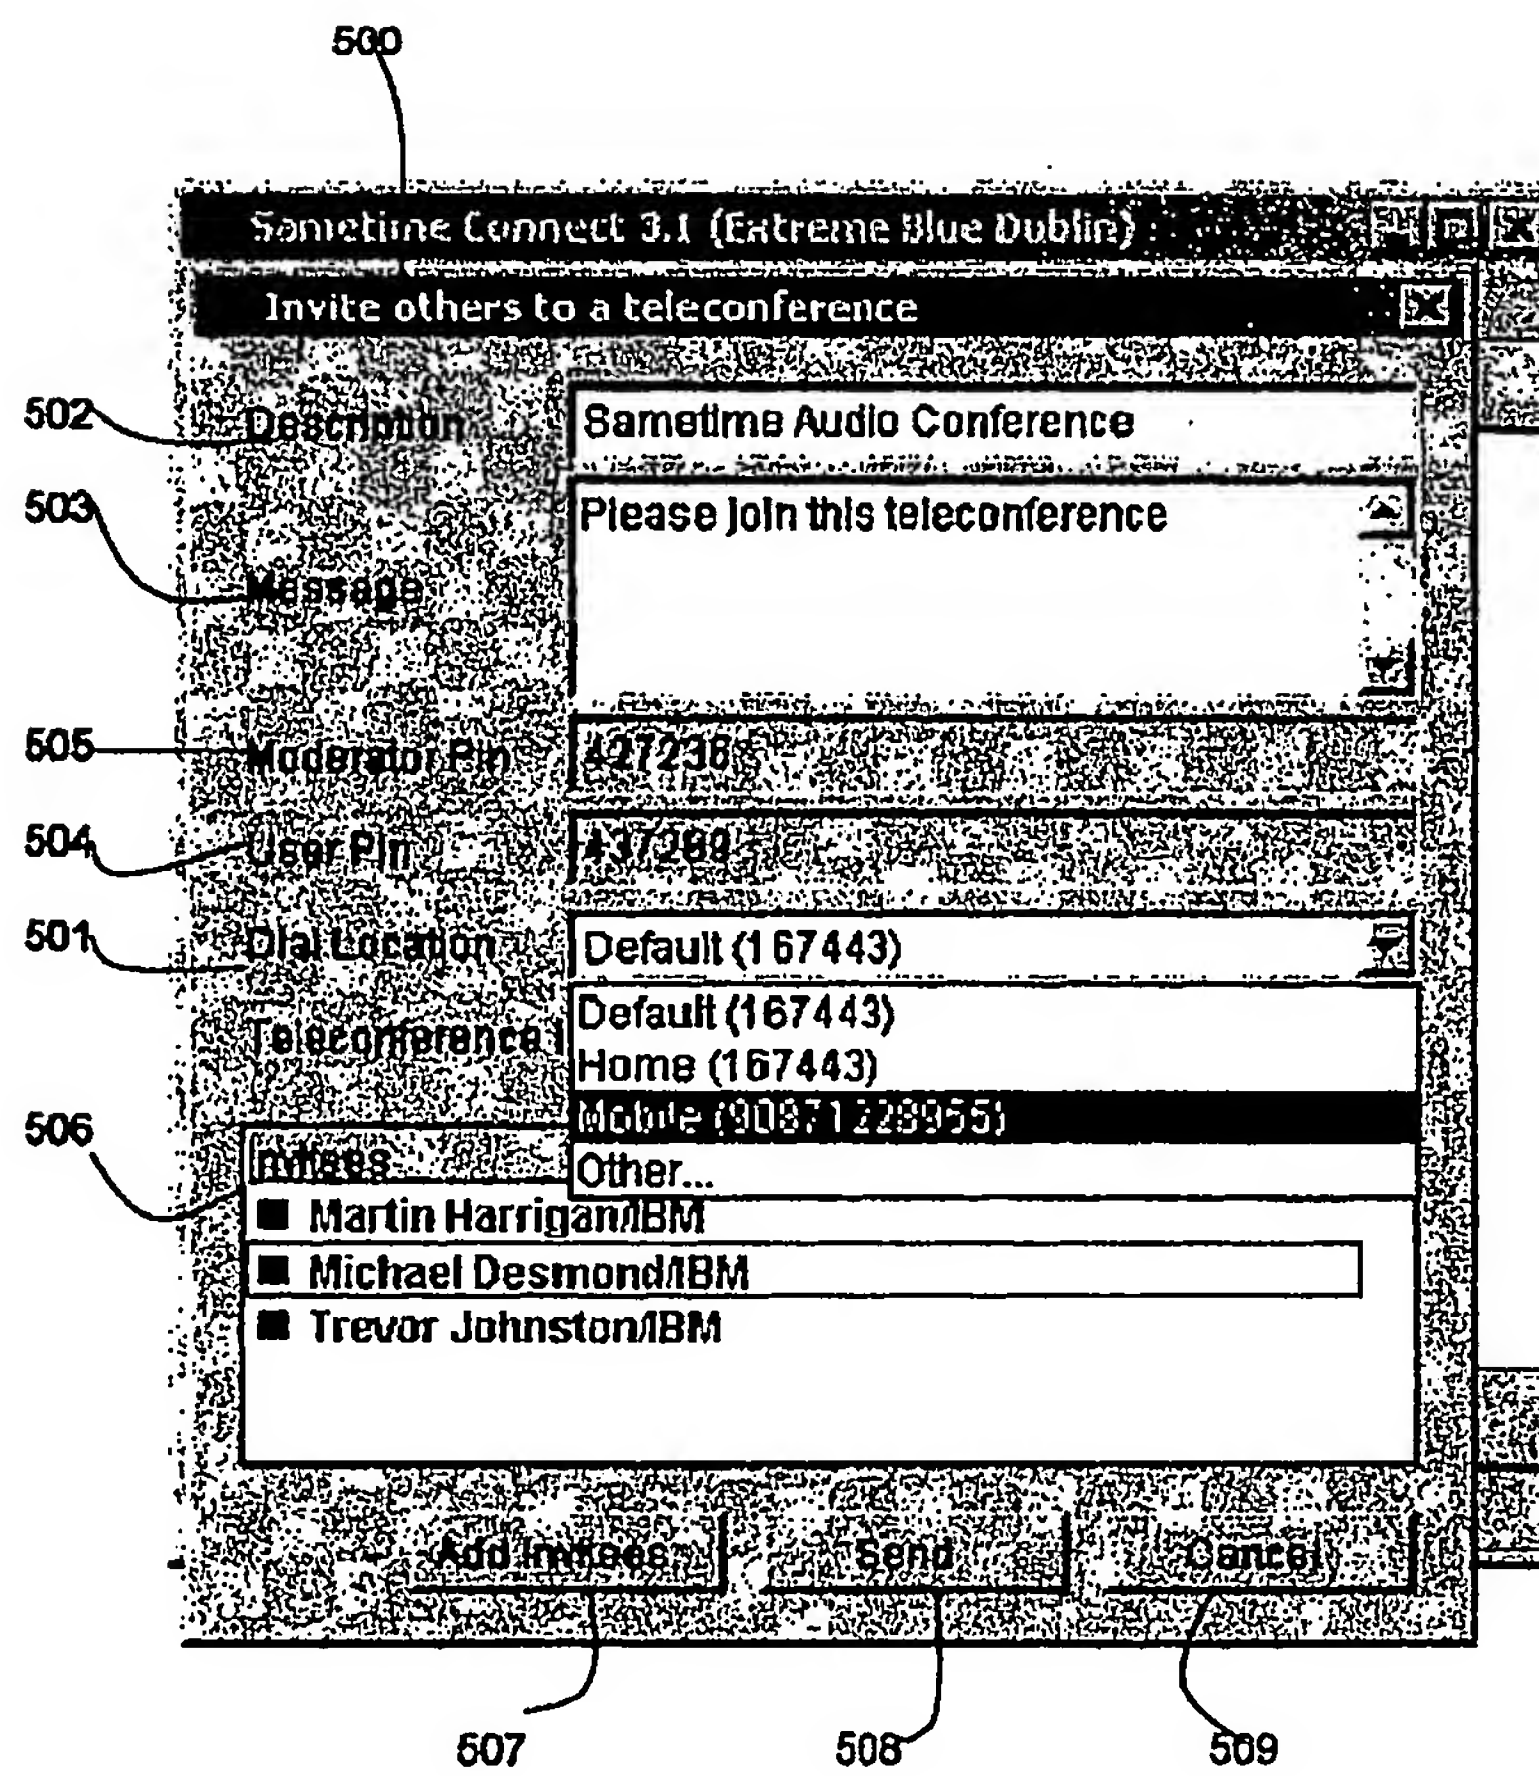 500
Sametime Connect 3.1 (Extreme Blue Dublin)
Invite others to a teleconference
502 Description Sametime Audio Conference
503 Message Please join this teleconference
505 Moderator Pin 427236
504 User Pin
501 Dial Location Default (167443)
Default (167443)
Teleconference
Home (167443)
Mobile (90871228955)
506 Invitees Other...
Martin Harrigan/IBM
Michael Desmond/IBM
Trevor Johnston/IBM
Add Invitees... Send Cancel
507 508 509